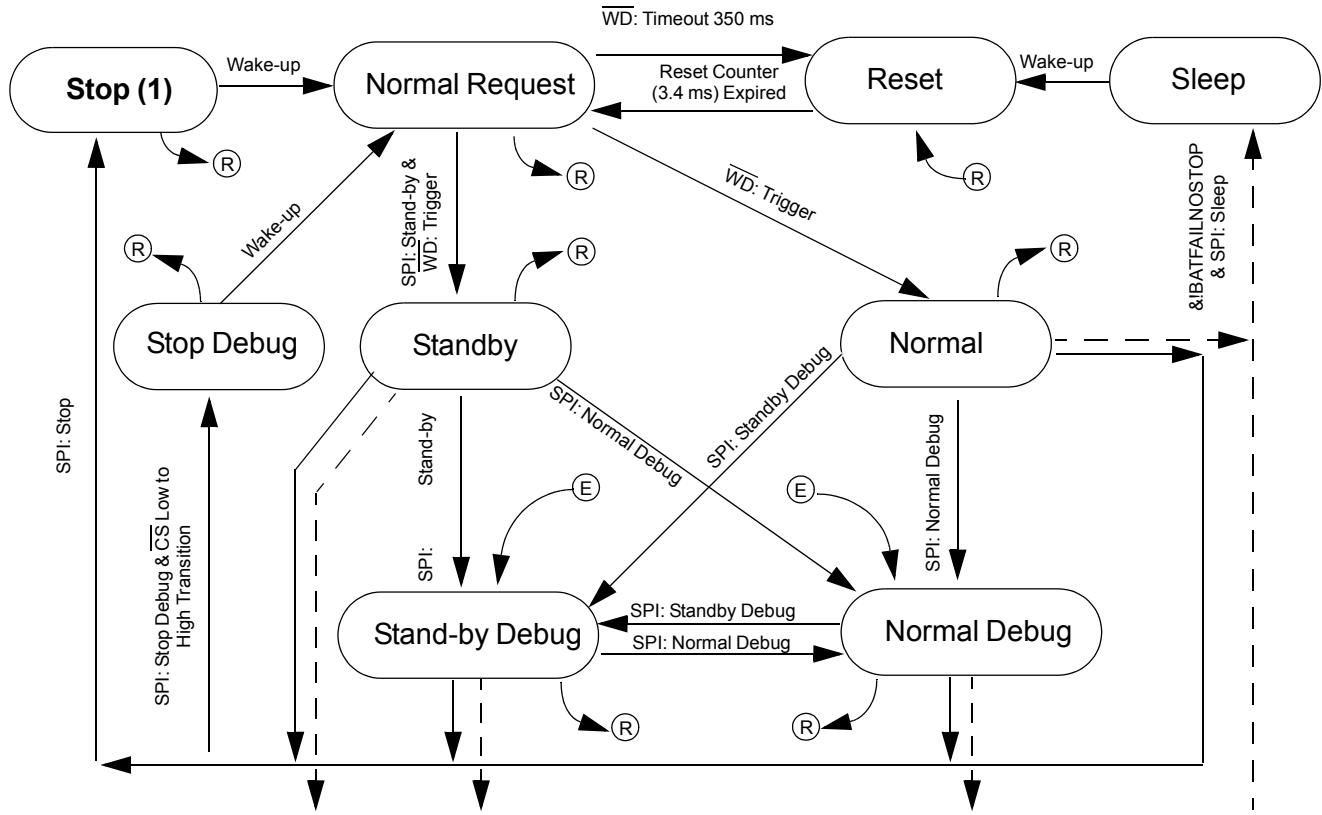 WD: Timeout 350 ms
Stop (1)
Wake-up
Normal Request
Reset Counter
(3.4 ms) Expired
Reset
Wake-up
Sleep
R
R
R
SPI: Stand-by &
WD: Trigger
WD: Trigger
&!BATFAILNOSTOP
& SPI: Sleep
Wake-up
R
R
R
Stop Debug
Standby
Normal
SPI: Stop
SPI: Stop Debug & CS Low to
High Transition
SPI: Stand-by
SPI: Normal Debug
SPI: Standby Debug
SPI: Normal Debug
E
E
Stand-by Debug
SPI: Standby Debug
SPI: Normal Debug
Normal Debug
R
R